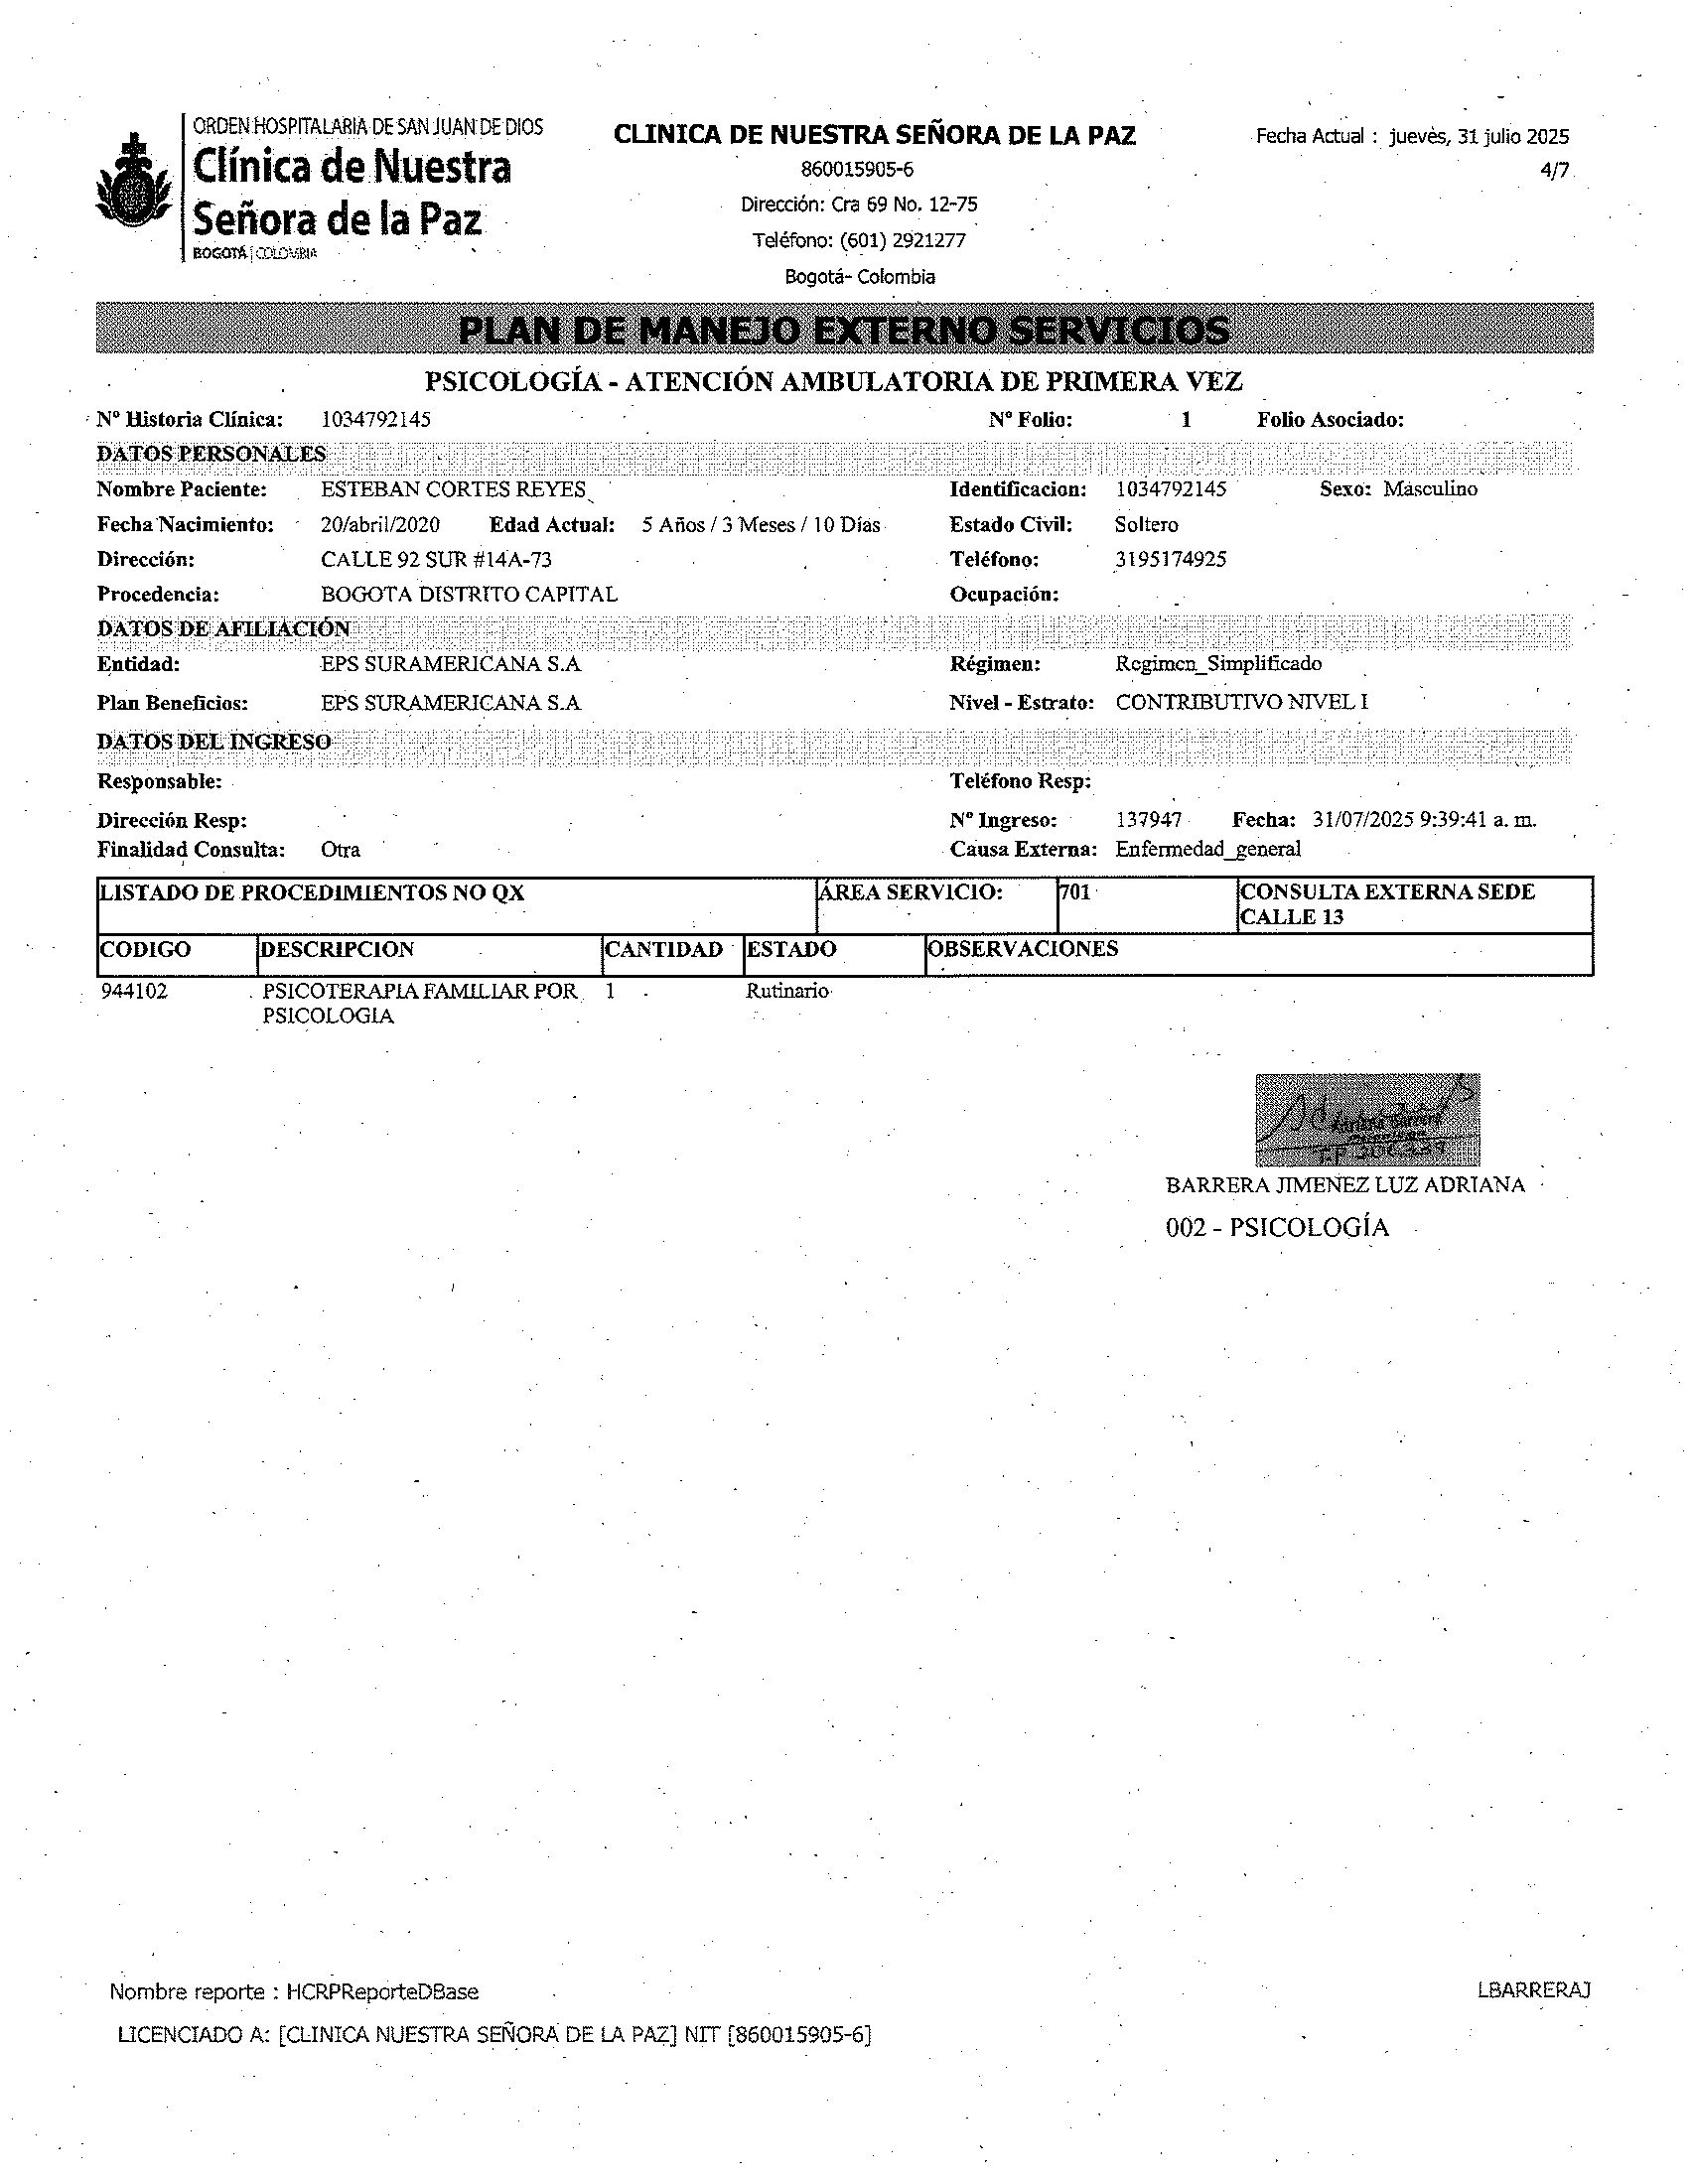 ORDEN HOSPITALARIA DE SAN JUAN DE DIOS
Clínica de Nuestra
Señora de la Paz
BOGOTÁ | COLOMBIA
CLINICA DE NUESTRA SEÑORA DE LA PAZ
860015905-6
Dirección: Cra 69 No. 12-75
Teléfono: (601) 2921277
Bogotá- Colombia
Fecha Actual : jueves, 31 julio 2025
4/7
PLAN DE MANEJO EXTERNO SERVICIOS
PSICOLOGÍA - ATENCIÓN AMBULATORIA DE PRIMERA VEZ
Nº Historia Clínica: 1034792145 Nº Folio: 1 Folio Asociado:
DATOS PERSONALES
Nombre Paciente: ESTEBAN CORTES REYES Identificacion: 1034792145 Sexo: Masculino
Fecha Nacimiento: 20/abril/2020 Edad Actual: 5 Años / 3 Meses / 10 Días Estado Civil: Soltero
Dirección: CALLE 92 SUR #14A-73 Teléfono: 3195174925
Procedencia: BOGOTA DISTRITO CAPITAL Ocupación:
DATOS DE AFILIACIÓN
Entidad: EPS SURAMERICANA S.A Régimen: Regimen_Simplificado
Plan Beneficios: EPS SURAMERICANA S.A Nivel - Estrato: CONTRIBUTIVO NIVEL I
DATOS DEL INGRESO
Responsable: Teléfono Resp:
Dirección Resp: Nº Ingreso: 137947 Fecha: 31/07/2025 9:39:41 a. m.
Finalidad Consulta: Otra Causa Externa: Enfermedad_general
LISTADO DE PROCEDIMIENTOS NO QX ÁREA SERVICIO: 701 CONSULTA EXTERNA SEDE
CALLE 13
CODIGO DESCRIPCION CANTIDAD ESTADO OBSERVACIONES
944102 PSICOTERAPIA FAMILIAR POR 1 Rutinario
PSICOLOGIA
BARRERA JIMENEZ LUZ ADRIANA
002 - PSICOLOGÍA
Nombre reporte : HCRPReporteDBase LBARRERAJ
LICENCIADO A: [CLINICA NUESTRA SEÑORA DE LA PAZ] NIT [860015905-6]